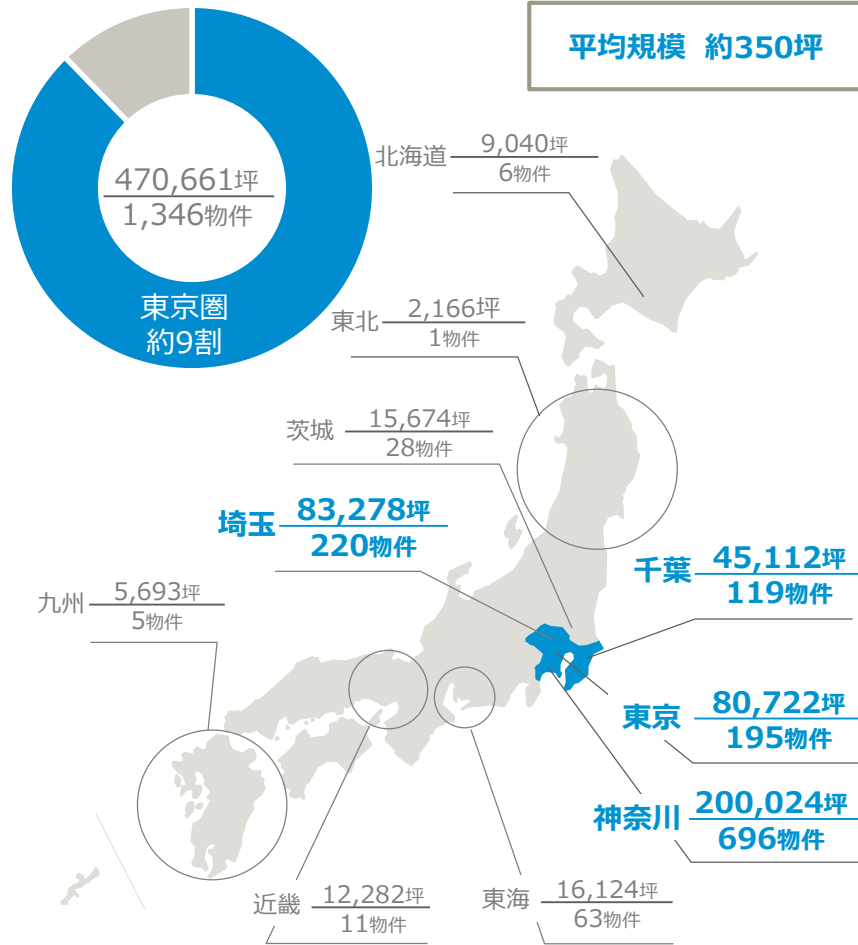 平均規模 約350坪
470,661坪
1,346物件
東京圏
約9割
北海道
9,040坪
6物件
東北
2,166坪
1物件
茨城
15,674坪
28物件
埼玉
83,278坪
220物件
千葉
45,112坪
119物件
九州
5,693坪
5物件
東京
80,722坪
195物件
神奈川
200,024坪
696物件
近畿
12,282坪
11物件
東海
16,124坪
63物件